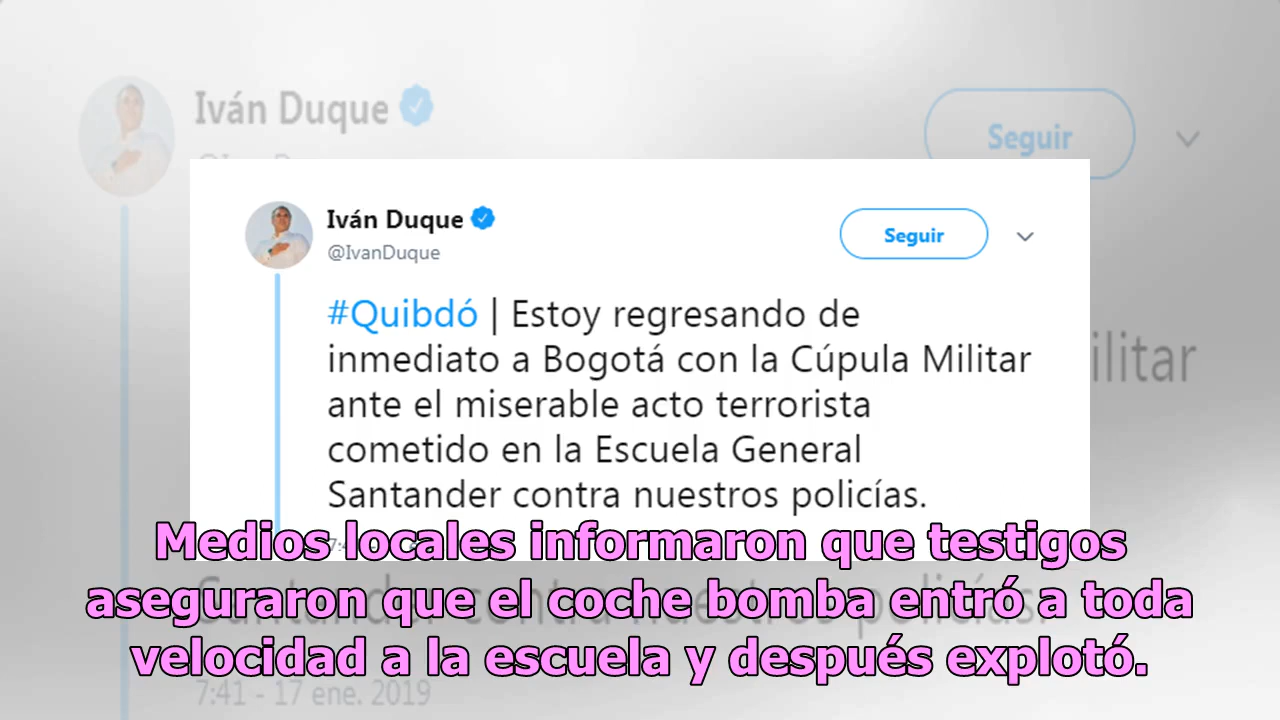 Iván Duque
Seguir
Iván Duque
@IvanDuque
Seguir
#Quibdó | Estoy regresando de
inmediato a Bogotá con la Cúpula Militar
ante el miserable acto terrorista
cometido en la Escuela General
Santander contra nuestros policías.
ilitar
Medios locales informaron que testigos
aseguraron que el coche bomba entró a toda
velocidad a la escuela y después explotó.
7:41 - 17 ene. 2019